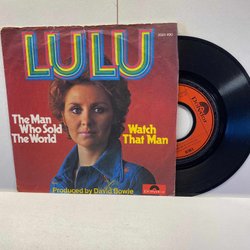 LULU
The Man
Who Sold
The World
Watch
That Man
Produced by David Bowie